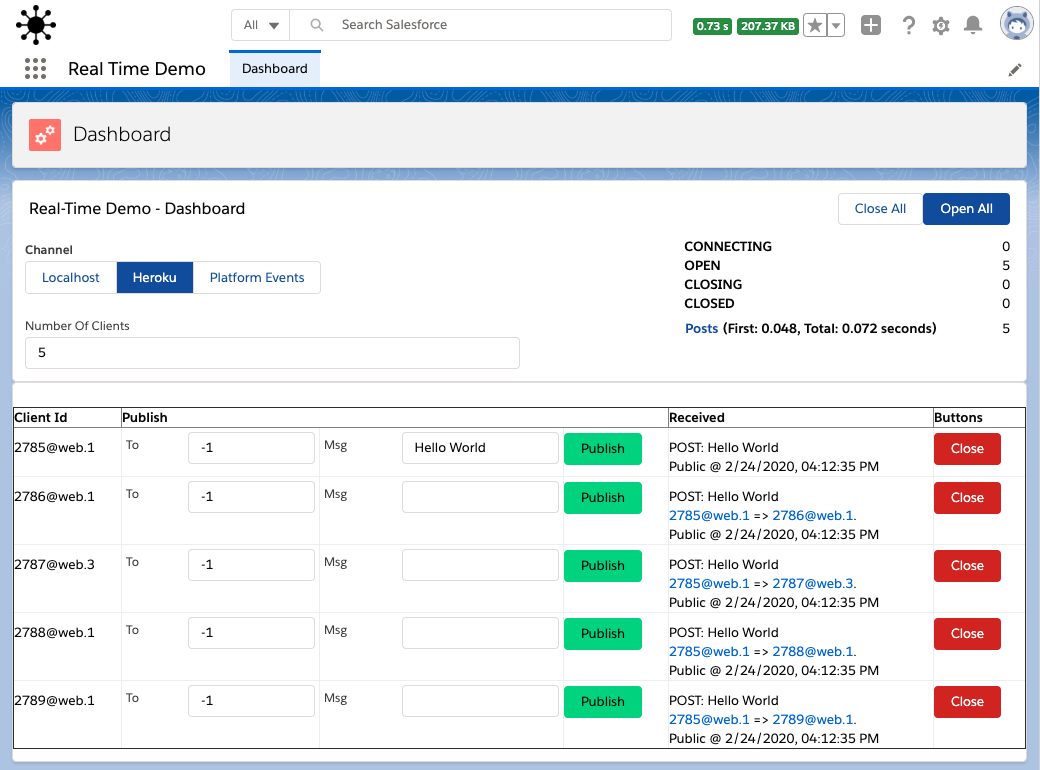 All Search Salesforce 0.73 s 207.37 KB
Real Time Demo Dashboard
Dashboard
Real-Time Demo - Dashboard Close All Open All
Channel
Localhost Heroku Platform Events
CONNECTING 0
OPEN 5
CLOSING 0
CLOSED 0
Posts (First: 0.048, Total: 0.072 seconds) 5
Number Of Clients
5
Client Id Publish Received Buttons
2785@web.1 To -1 Msg Hello World Publish POST: Hello World Close
Public @ 2/24/2020, 04:12:35 PM
2786@web.1 To -1 Msg Publish POST: Hello World Close
2785@web.1 => 2786@web.1.
Public @ 2/24/2020, 04:12:35 PM
2787@web.3 To -1 Msg Publish POST: Hello World Close
2785@web.1 => 2787@web.3.
Public @ 2/24/2020, 04:12:35 PM
2788@web.1 To -1 Msg Publish POST: Hello World Close
2785@web.1 => 2788@web.1.
Public @ 2/24/2020, 04:12:35 PM
2789@web.1 To -1 Msg Publish POST: Hello World Close
2785@web.1 => 2789@web.1.
Public @ 2/24/2020, 04:12:35 PM